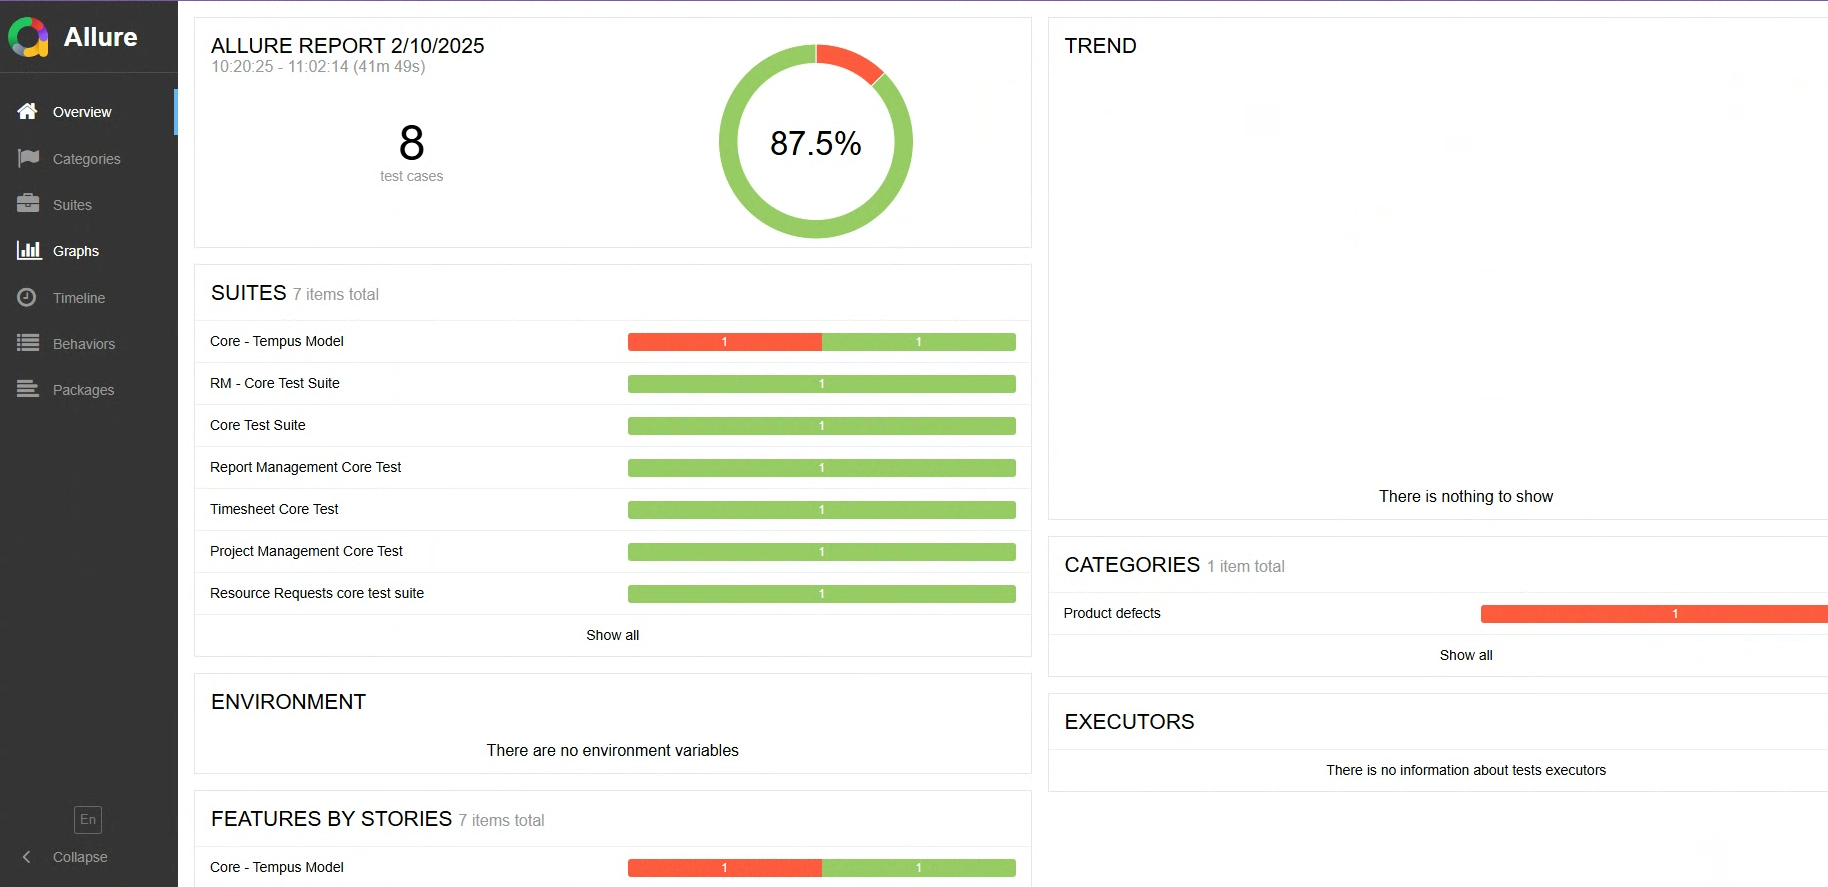 Allure
Overview
Categories
Suites
Graphs
Timeline
Behaviors
Packages
En
Collapse
ALLURE REPORT 2/10/2025
10:20:25 - 11:02:14 (41m 49s)
8
test cases
87.5%
SUITES 7 items total
Core - Tempus Model 1 1
RM - Core Test Suite 1
Core Test Suite 1
Report Management Core Test 1
Timesheet Core Test 1
Project Management Core Test 1
Resource Requests core test suite 1
Show all
ENVIRONMENT
There are no environment variables
FEATURES BY STORIES 7 items total
Core - Tempus Model 1 1
TREND
There is nothing to show
CATEGORIES 1 item total
Product defects 1
Show all
EXECUTORS
There is no information about tests executors